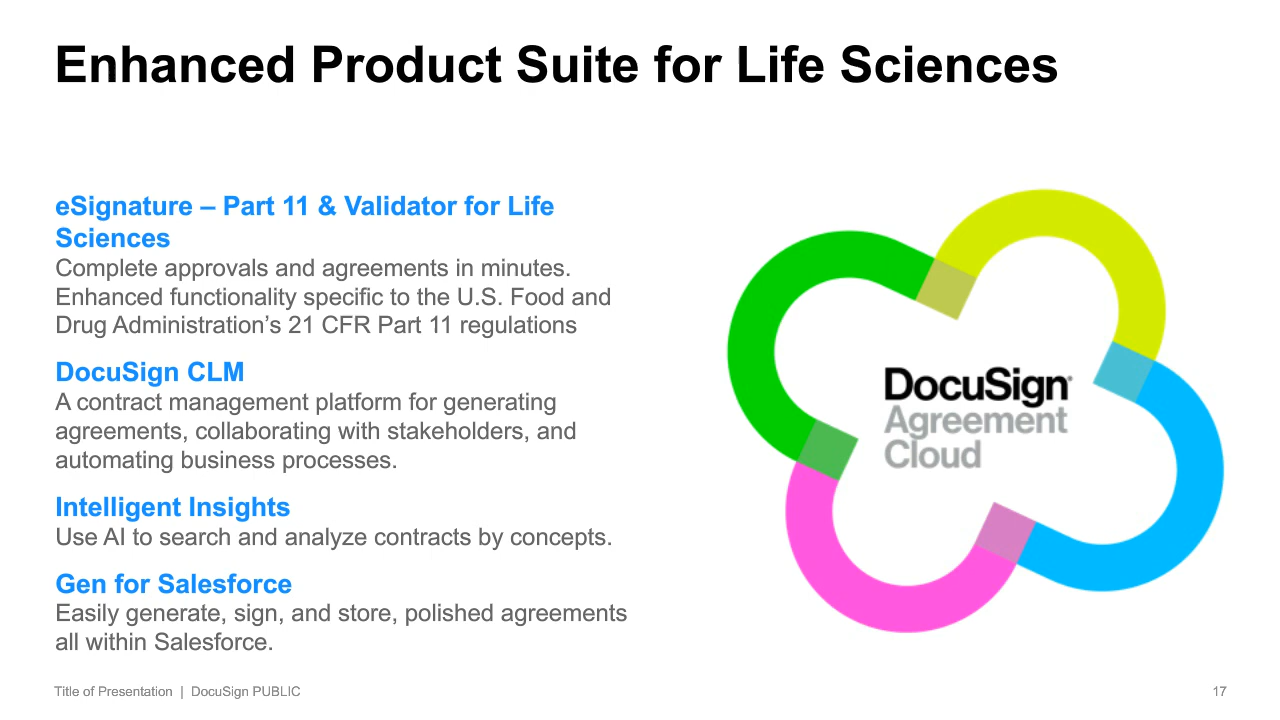 Enhanced Product Suite for Life Sciences
eSignature – Part 11 & Validator for Life
Sciences
Complete approvals and agreements in minutes.
Enhanced functionality specific to the U.S. Food and
Drug Administration’s 21 CFR Part 11 regulations
DocuSign CLM
A contract management platform for generating
agreements, collaborating with stakeholders, and
automating business processes.
Intelligent Insights
Use AI to search and analyze contracts by concepts.
Gen for Salesforce
Easily generate, sign, and store, polished agreements
all within Salesforce.
DocuSign®
Agreement
Cloud
Title of Presentation | DocuSign PUBLIC
17